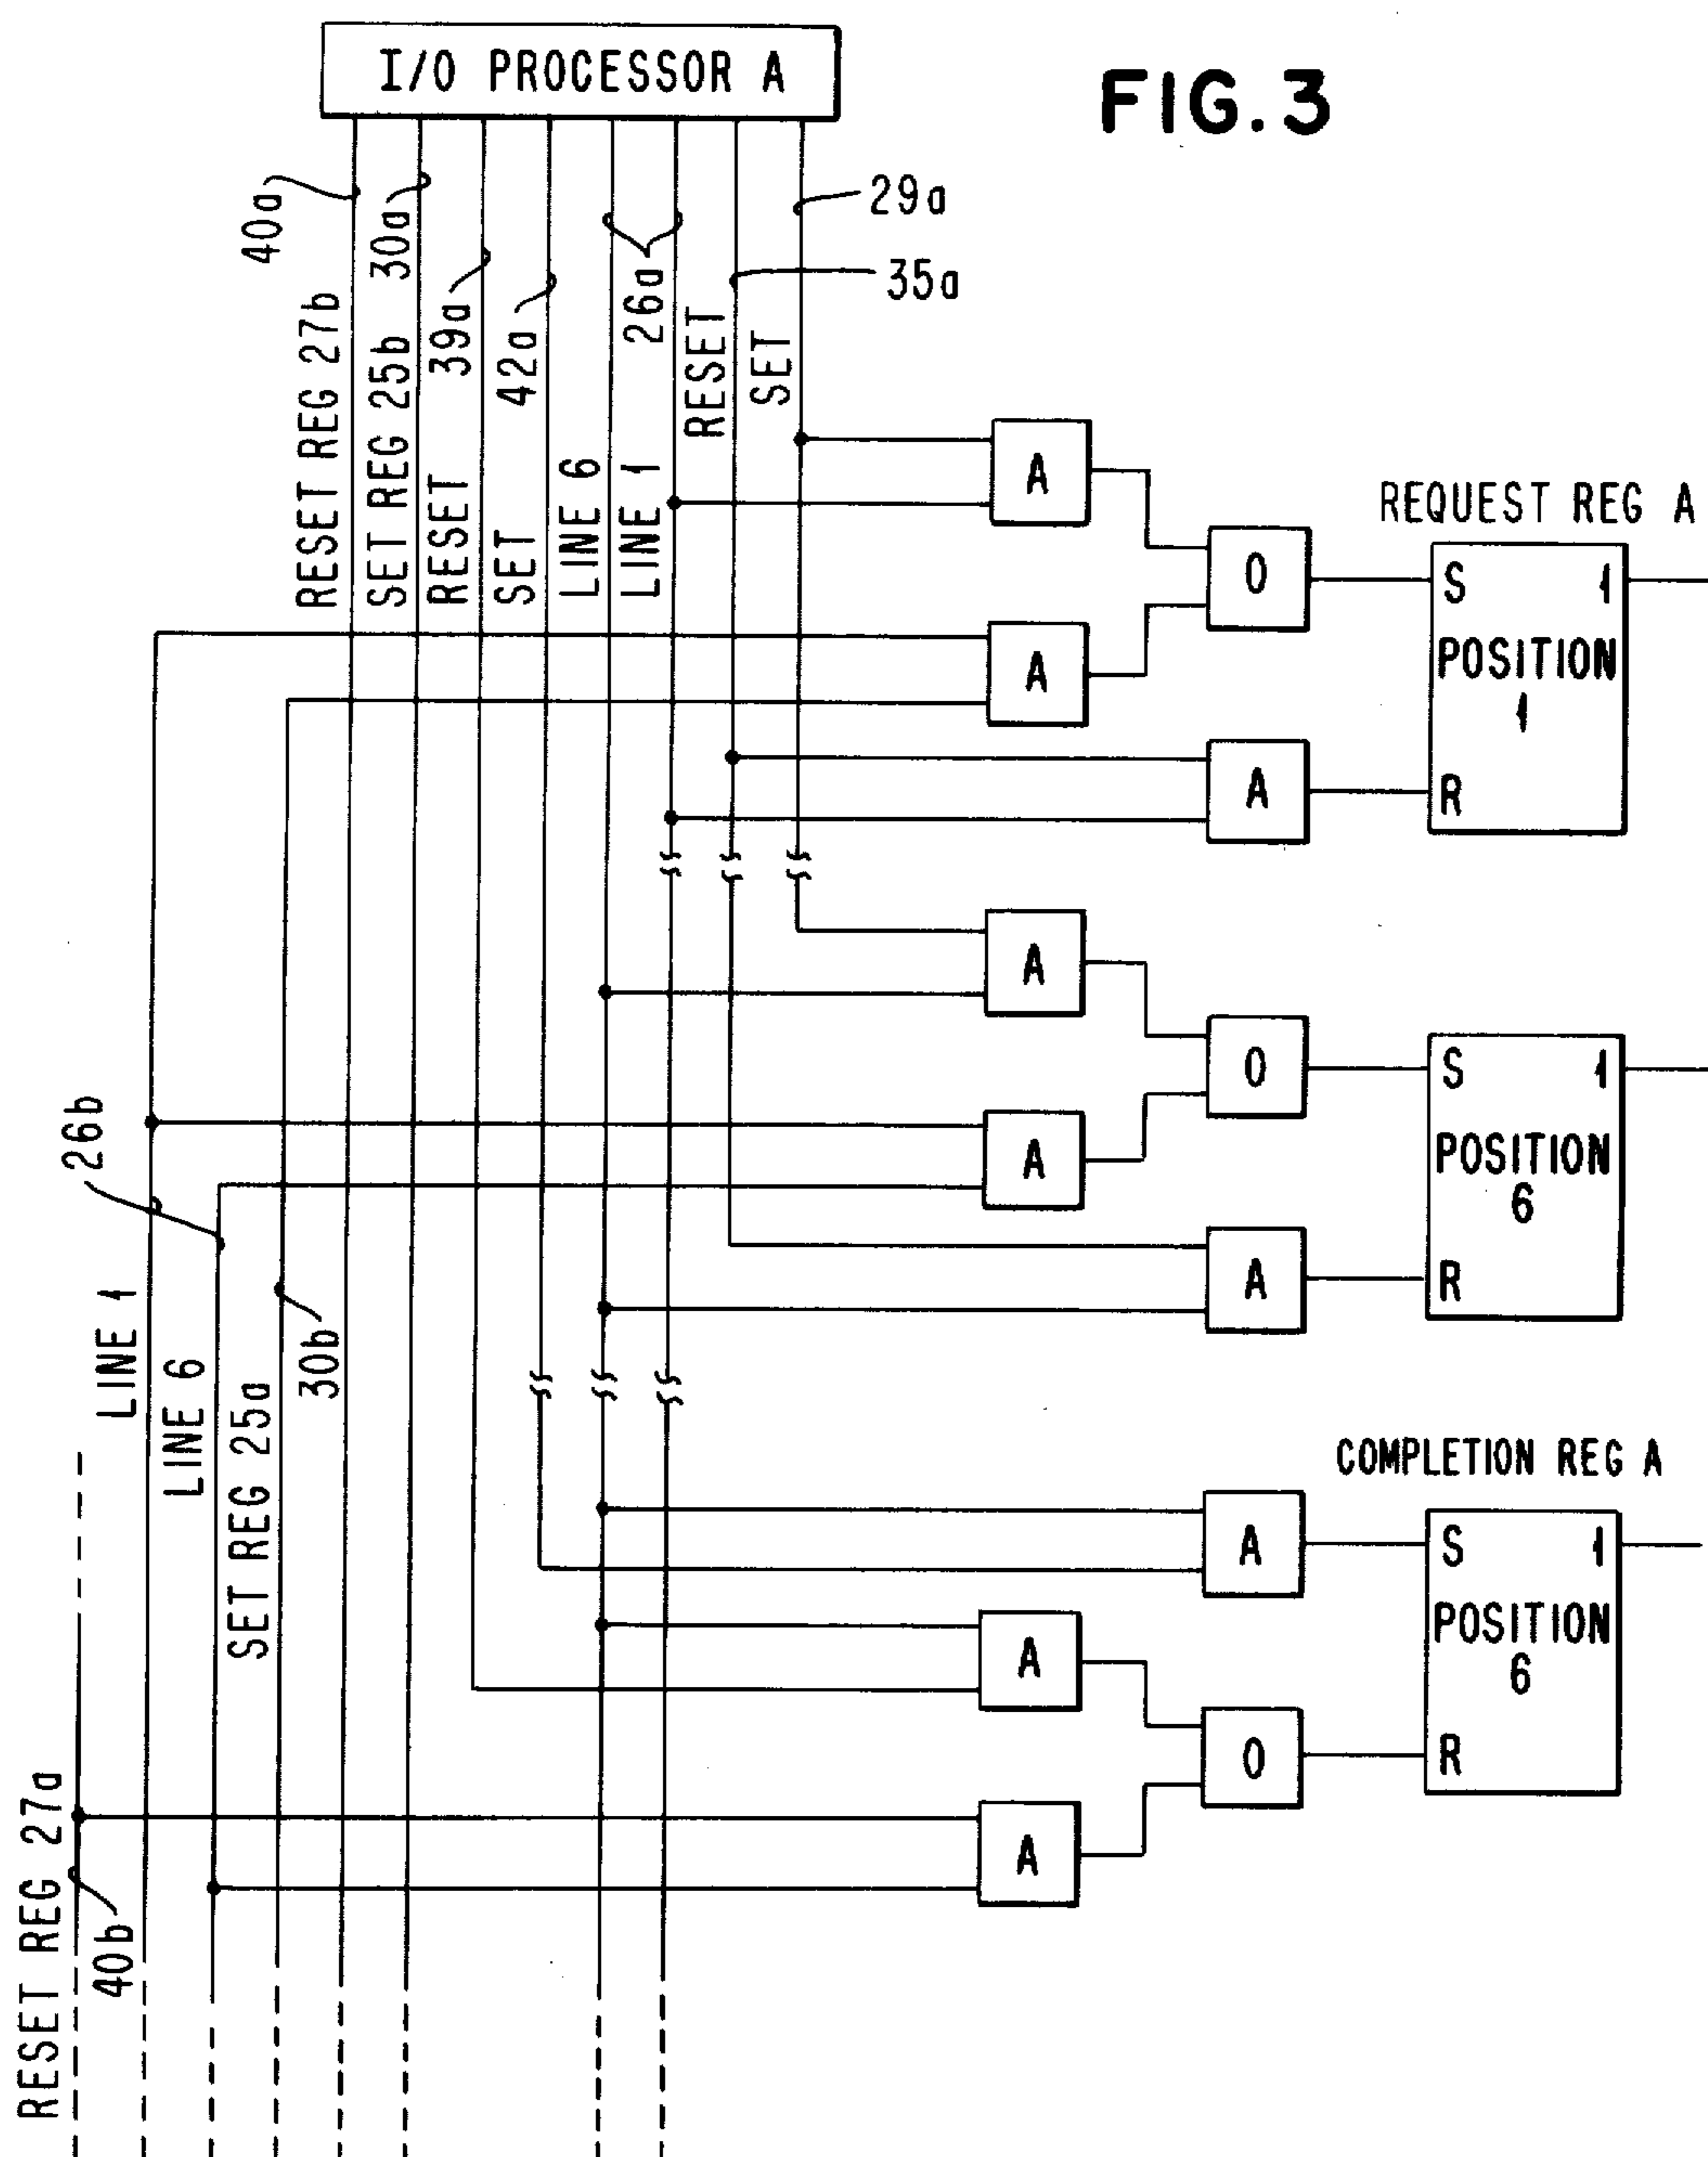 I/O PROCESSOR A
FIG. 3
40a
30a
39a
42a
26a
29a
35a
RESET REG 27b
SET REG 25b
RESET
SET
LINE 6
LINE 1
RESET
SET
A
A
O
A
REQUEST REG A
S 1
POSITION
1
R
A
A
O
A
S 1
POSITION
6
R
26b
LINE 1
LINE 6
SET REG 25a
30b
COMPLETION REG A
A
A
O
A
S 1
POSITION
6
R
RESET REG 27a
40b